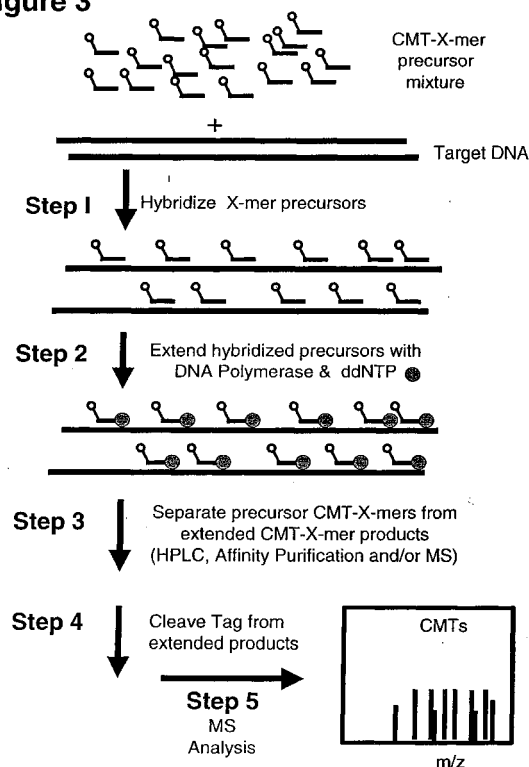 Figure 3
CMT-X-mer
precursor
mixture
+
Target DNA
Step I
Hybridize X-mer precursors
Step 2
Extend hybridized precursors with
DNA Polymerase & ddNTP
Step 3
Separate precursor CMT-X-mers from
extended CMT-X-mer products
(HPLC, Affinity Purification and/or MS)
Step 4
Cleave Tag from
extended products
CMTs
Step 5
MS
Analysis
m/z